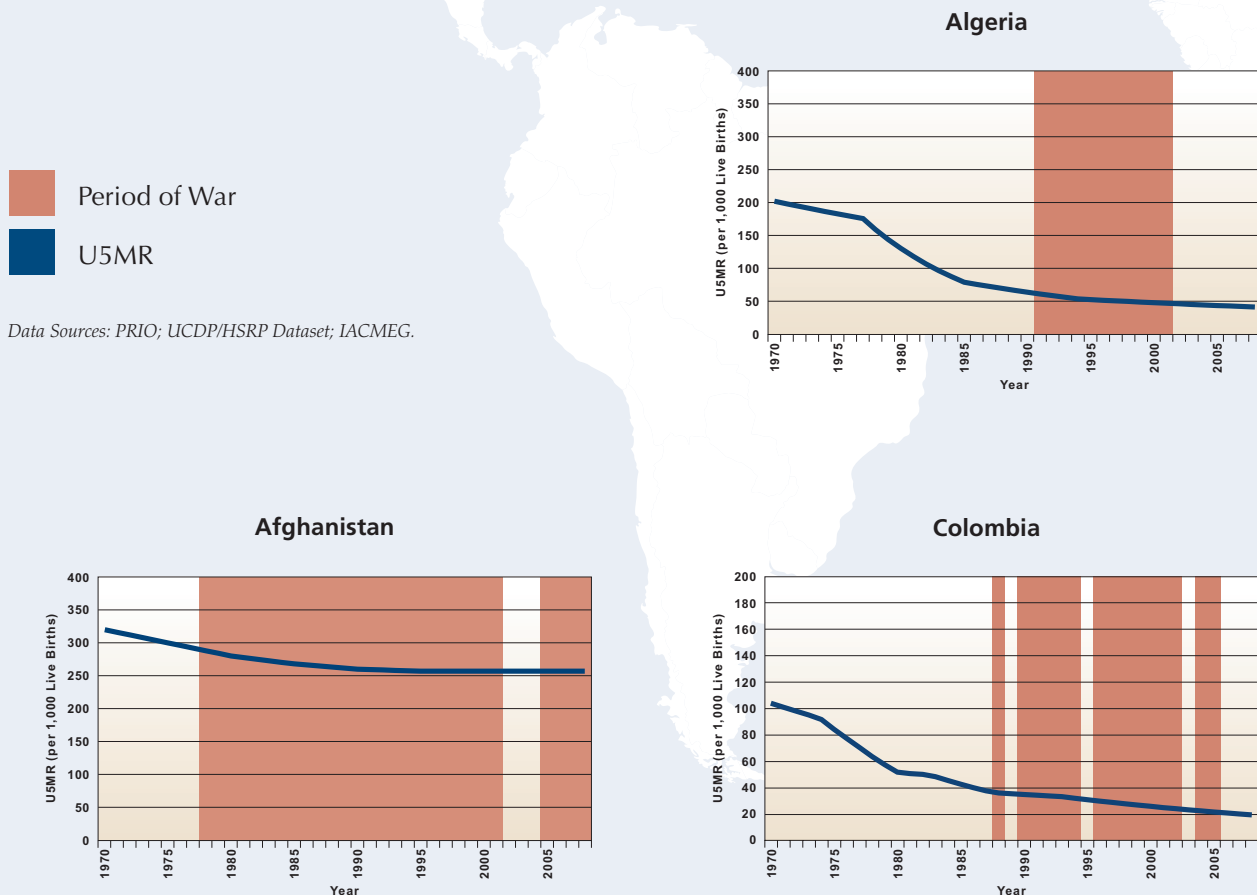 Period of War
U5MR
Data Sources: PRIO; UCDP/HSRP Dataset; IACMEG.
Algeria
U5MR (per 1,000 Live Births)
400
350
300
250
200
150
100
50
0
1970 1975 1980 1985 1990 1995 2000 2005
Year
Afghanistan
U5MR (per 1,000 Live Births)
400
350
300
250
200
150
100
50
0
1970 1975 1980 1985 1990 1995 2000 2005
Year
Colombia
U5MR (per 1,000 Live Births)
200
180
160
140
120
100
80
60
40
20
0
1970 1975 1980 1985 1990 1995 2000 2005
Year